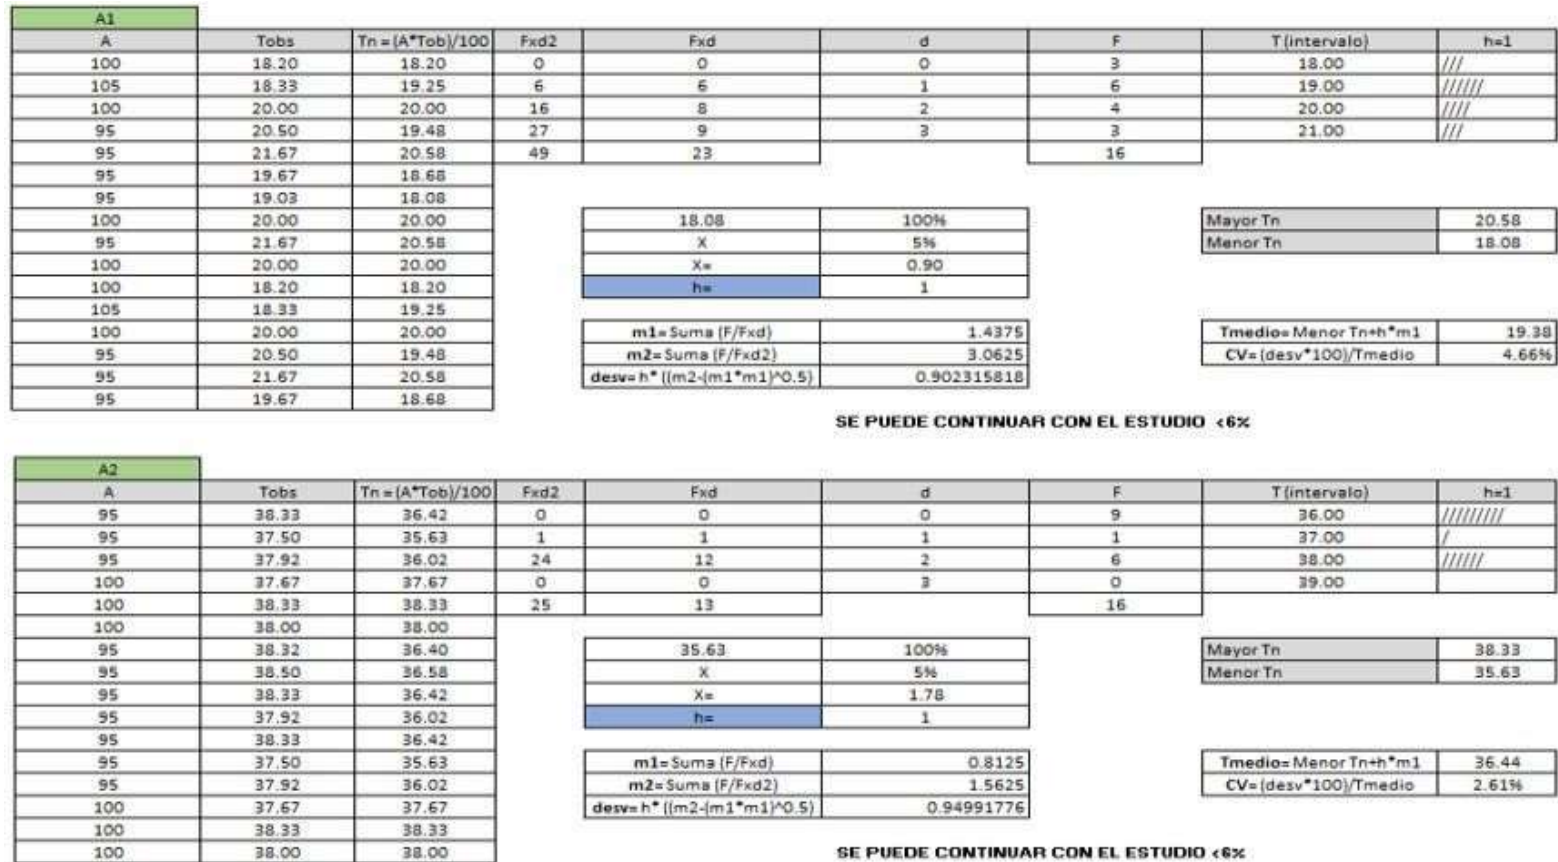 A1
A Tobs Tn =(A*Tob)/100 Fxd2 Fxd d F T (intervalo) h=1
100 18.20 18.20 0 0 0 3 18.00 ///
105 18.33 19.25 6 6 1 6 19.00 //////
100 20.00 20.00 16 8 2 4 20.00 ////
95 20.50 19.48 27 9 3 3 21.00 ///
95 21.67 20.58 49 23 16
95 19.67 18.68
95 19.03 18.08
100 20.00 20.00 18.08 100% Mayor Tn 20.58
95 21.67 20.58 X 5% Menor Tn 18.08
100 20.00 20.00 X= 0.90
100 18.20 18.20 h= 1
105 18.33 19.25
100 20.00 20.00 m1= Suma (F/Fxd) 1.4375 Tmedio= Menor Tn+h*m1 19.38
95 20.50 19.48 m2= Suma (F/Fxd2) 3.0625 CV= (desv*100)/Tmedio 4.66%
95 21.67 20.58 desv= h* ((m2-(m1*m1)^0.5) 0.902315818
95 19.67 18.68
SE PUEDE CONTINUAR CON EL ESTUDIO <6%
A2
A Tobs Tn =(A*Tob)/100 Fxd2 Fxd d F T (intervalo) h=1
95 38.33 36.42 0 0 0 9 36.00 /////////
95 37.50 35.63 1 1 1 1 37.00 /
95 37.92 36.02 24 12 2 6 38.00 //////
100 37.67 37.67 0 0 3 0 39.00
100 38.33 38.33 25 13 16
100 38.00 38.00
95 38.32 36.40 35.63 100% Mayor Tn 38.33
95 38.50 36.58 X 5% Menor Tn 35.63
95 38.33 36.42 X= 1.78
95 37.92 36.02 h= 1
95 38.33 36.42
95 37.50 35.63 m1= Suma (F/Fxd) 0.8125 Tmedio= Menor Tn+h*m1 36.44
95 37.92 36.02 m2= Suma (F/Fxd2) 1.5625 CV= (desv*100)/Tmedio 2.61%
100 37.67 37.67 desv= h* ((m2-(m1*m1)^0.5) 0.94991776
100 38.33 38.33
100 38.00 38.00 SE PUEDE CONTINUAR CON EL ESTUDIO <6%